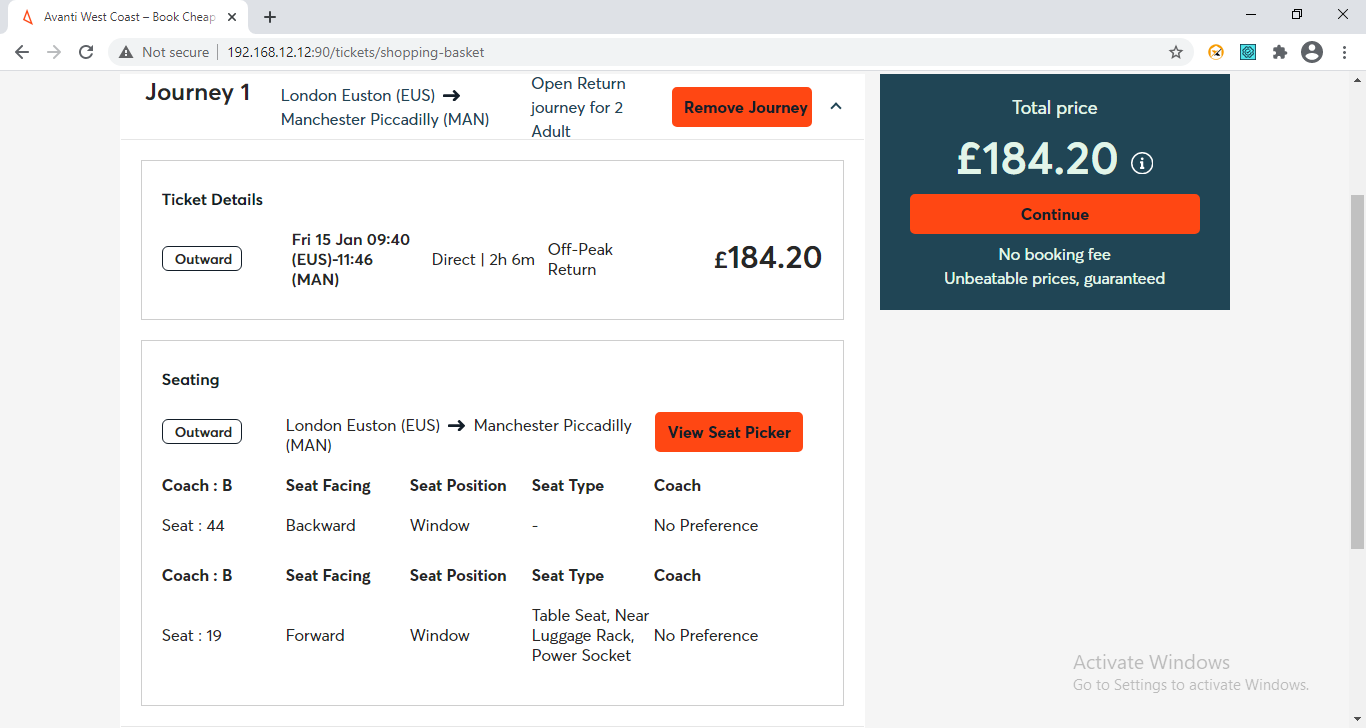 Avanti West Coast – Book Cheap
Not secure
192.168.12.12:90/tickets/shopping-basket
Journey 1
London Euston (EUS) → Manchester Piccadilly (MAN)
Open Return
journey for 2
Adult
Remove Journey
Ticket Details
Outward
Fri 15 Jan 09:40
(EUS)-11:46
(MAN)
Direct | 2h 6m
Off-Peak
Return
£184.20
Seating
Outward
London Euston (EUS) → Manchester Piccadilly
(MAN)
View Seat Picker
Coach : B Seat Facing Seat Position Seat Type Coach
Seat : 44 Backward Window - No Preference
Coach : B Seat Facing Seat Position Seat Type Coach
Seat : 19 Forward Window
Table Seat, Near
Luggage Rack,
Power Socket
No Preference
Total price
£184.20
Continue
No booking fee
Unbeatable prices, guaranteed
Activate Windows
Go to Settings to activate Windows.